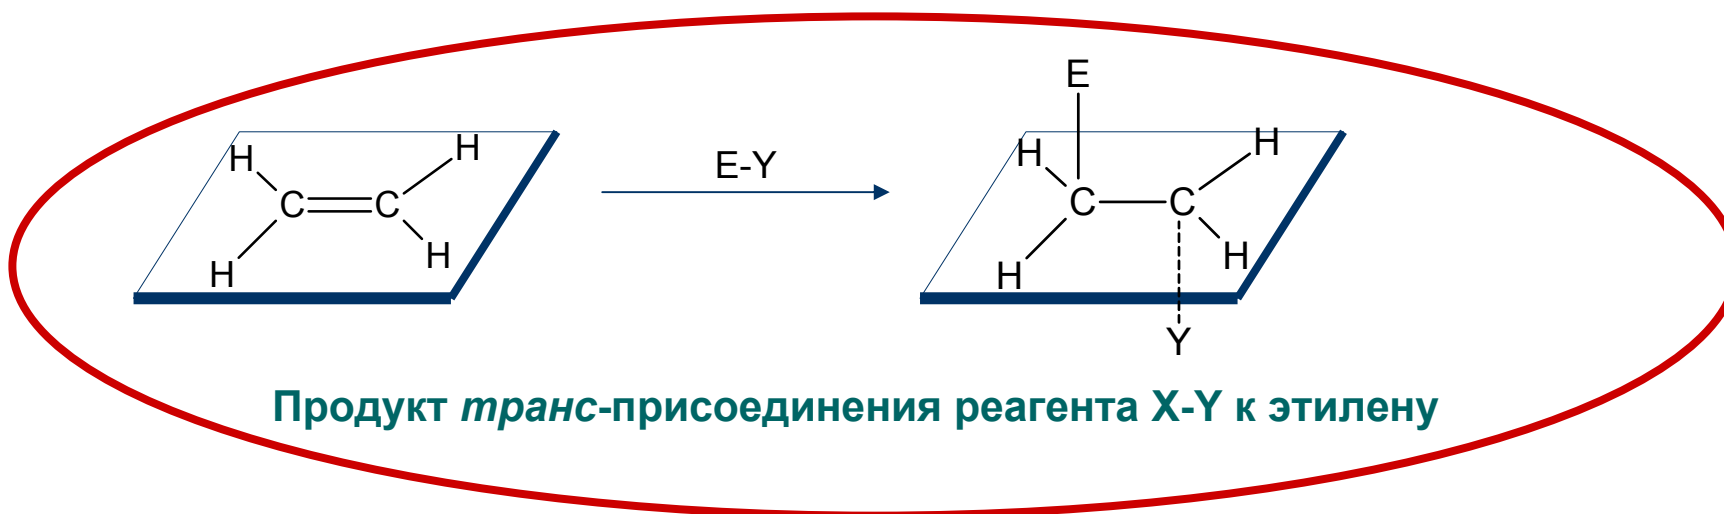 E
H H
C C
H H
E-Y
H H
C C
H H
Y
Продукт транс-присоединения реагента X-Y к этилену